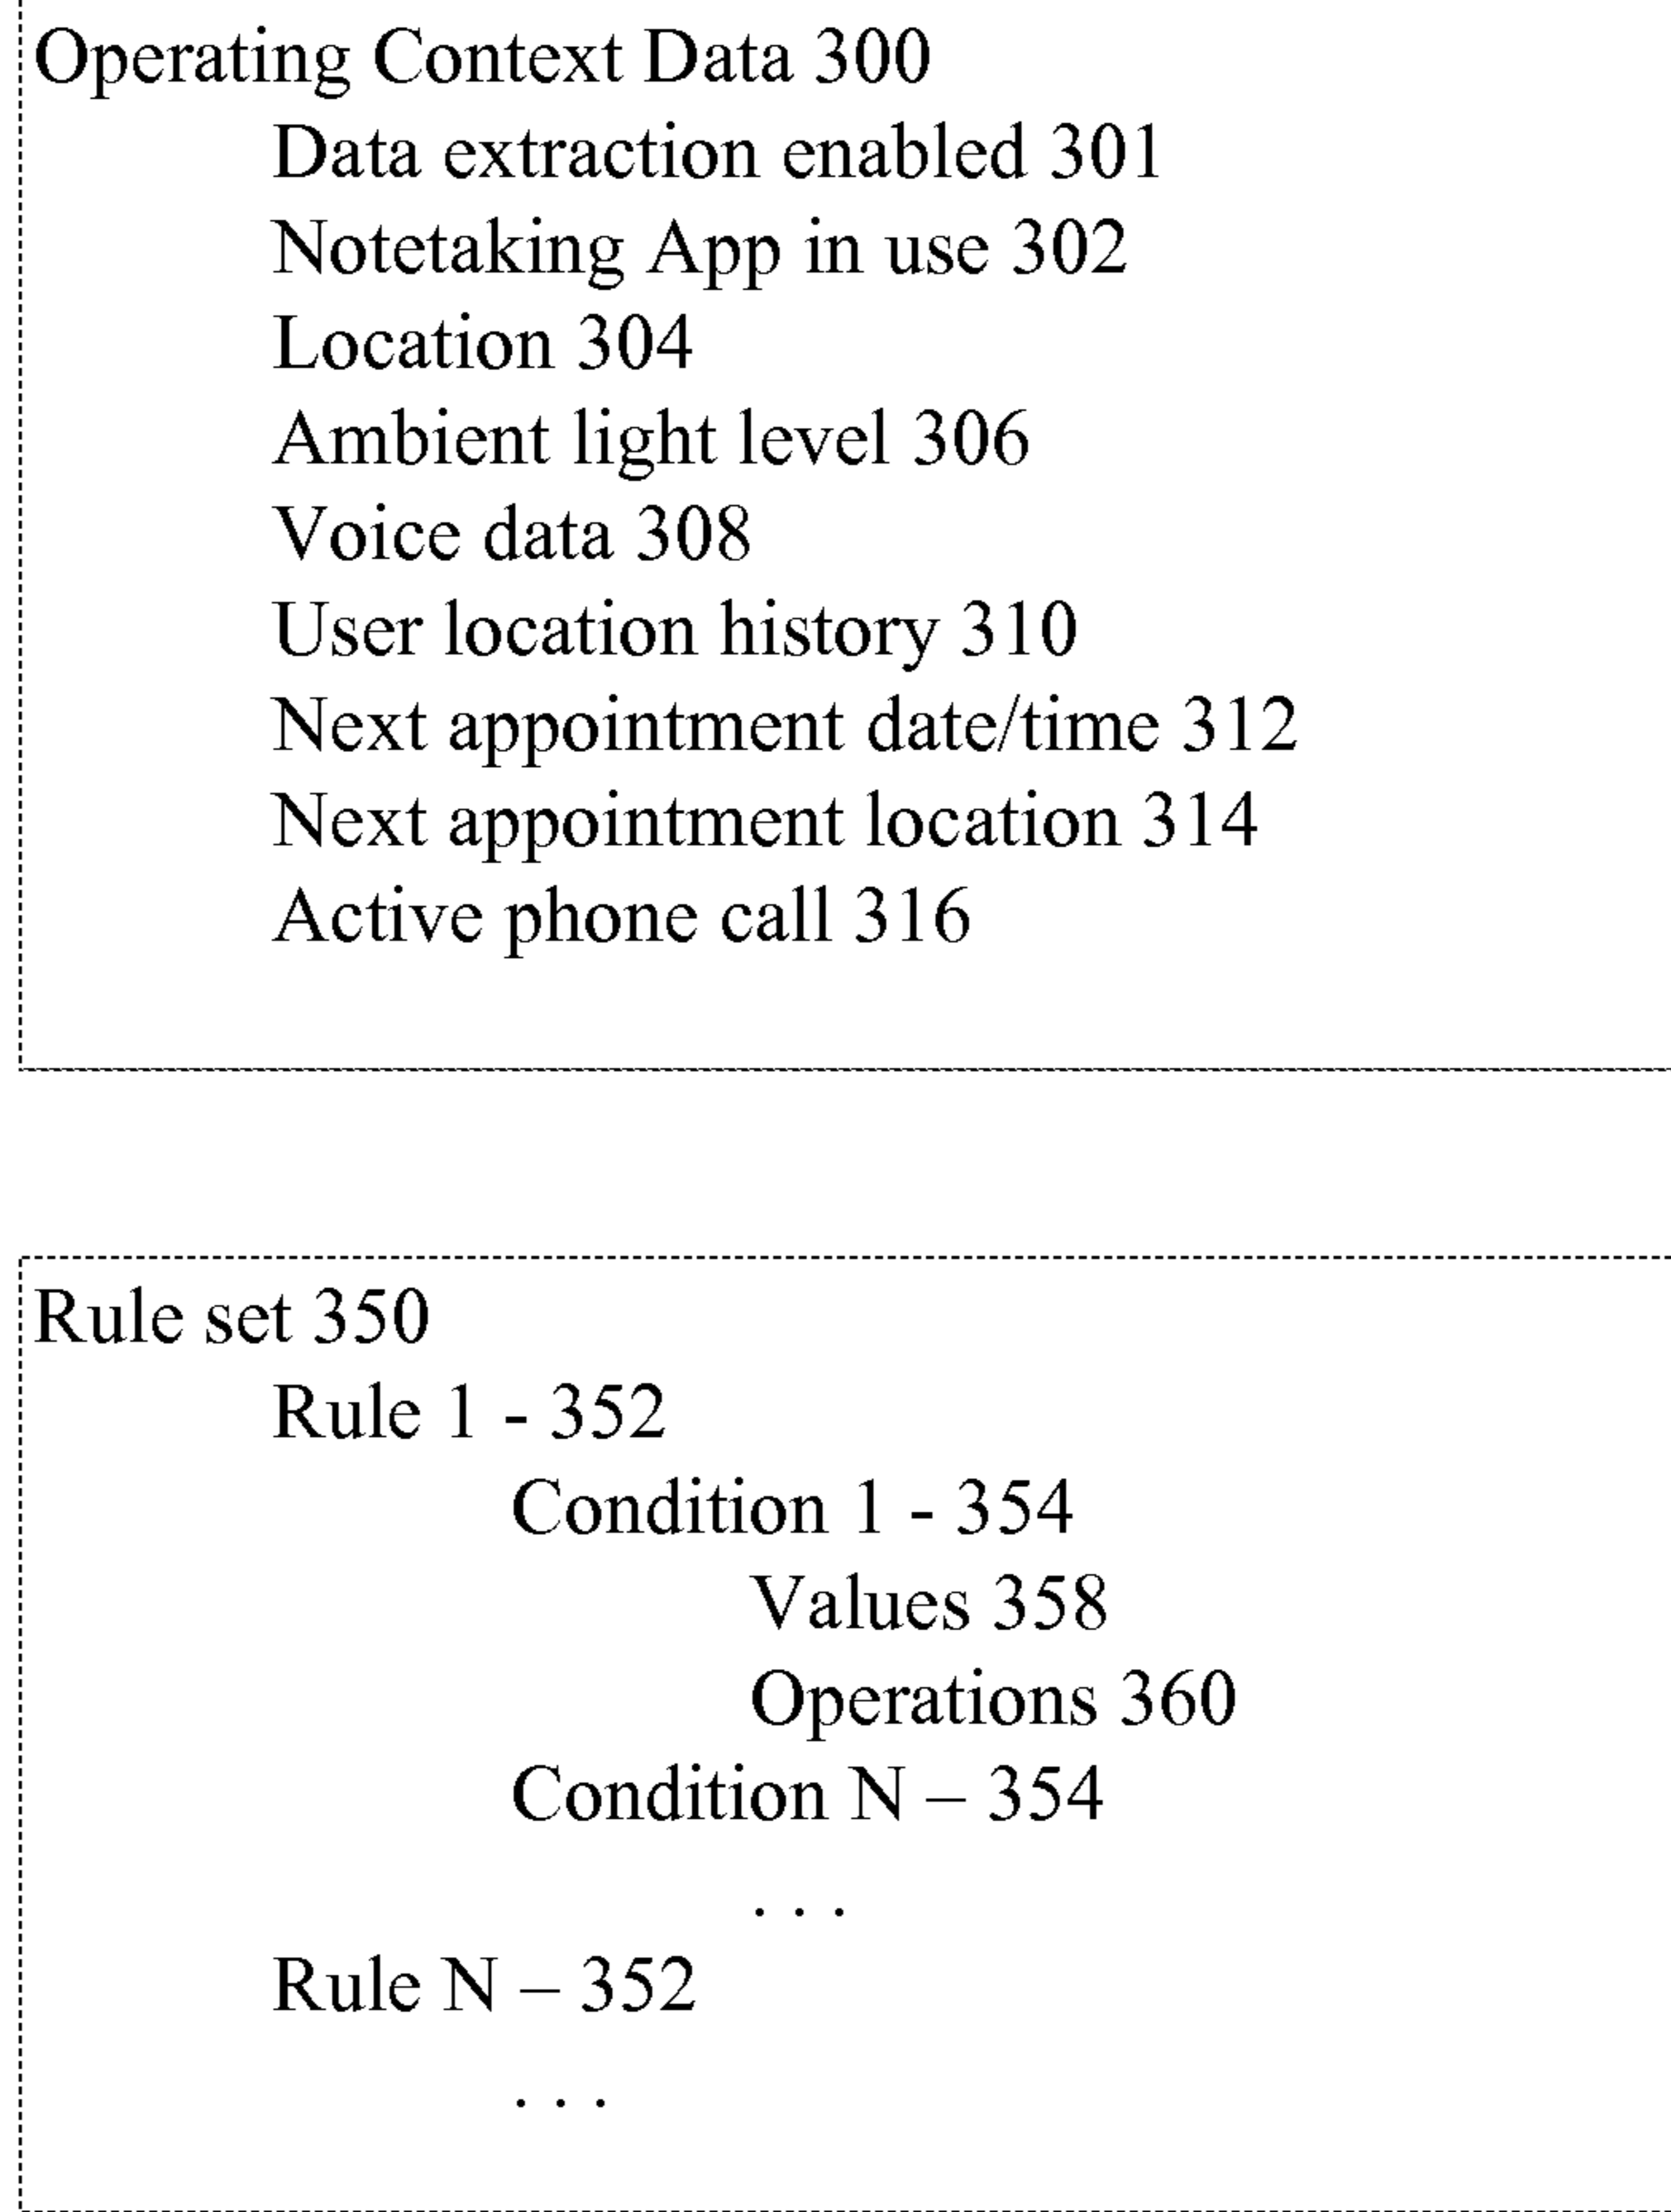 Operating Context Data 300
Data extraction enabled 301
Notetaking App in use 302
Location 304
Ambient light level 306
Voice data 308
User location history 310
Next appointment date/time 312
Next appointment location 314
Active phone call 316
Rule set 350
Rule 1 - 352
Condition 1 - 354
Values 358
Operations 360
Condition N – 354
. . .
Rule N – 352
. . .